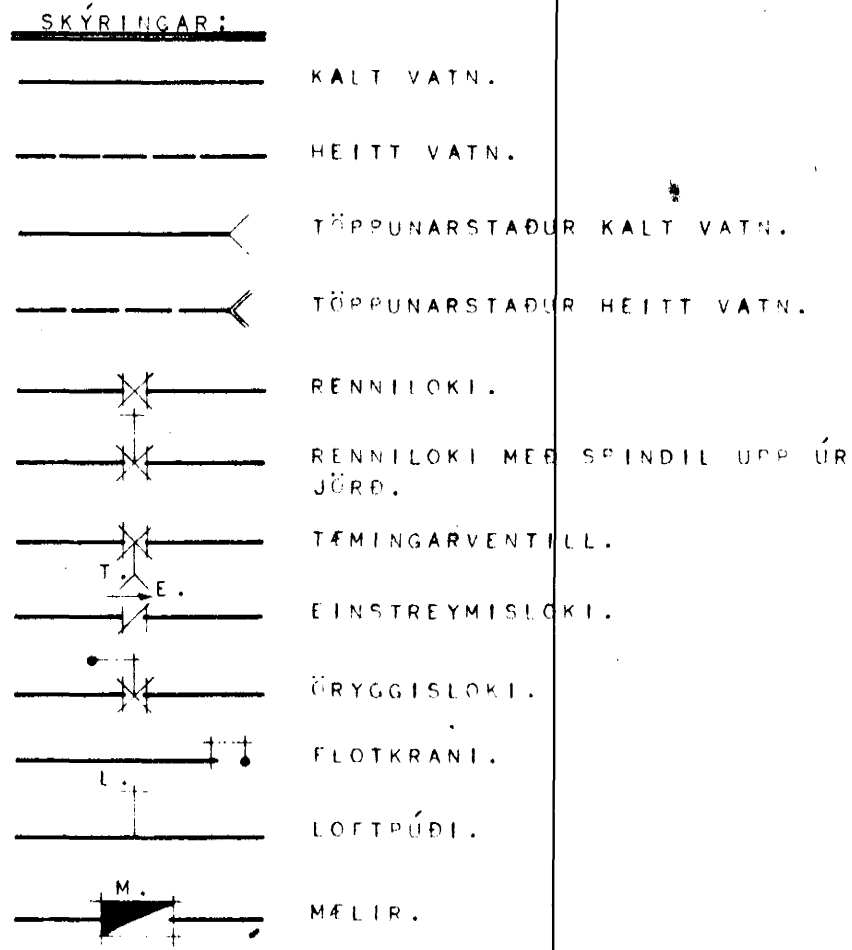 SKÝRINGAR:
KALT VATN.
HEITT VATN.
TÖPPUNARSTAÐUR KALT VATN.
TÖPPUNARSTAÐUR HEITT VATN.
RENNILOKI.
RENNILOKI MEÐ SPINDIL UPP ÚR
JÖRÐ.
TÆMINGARVENTILL.
T.
E.
EINSTREYMISLOKI.
ÖRYGGISLOKI.
FLOTKRANI.
L.
LOFTPÚÐI.
M.
MÆLIR.